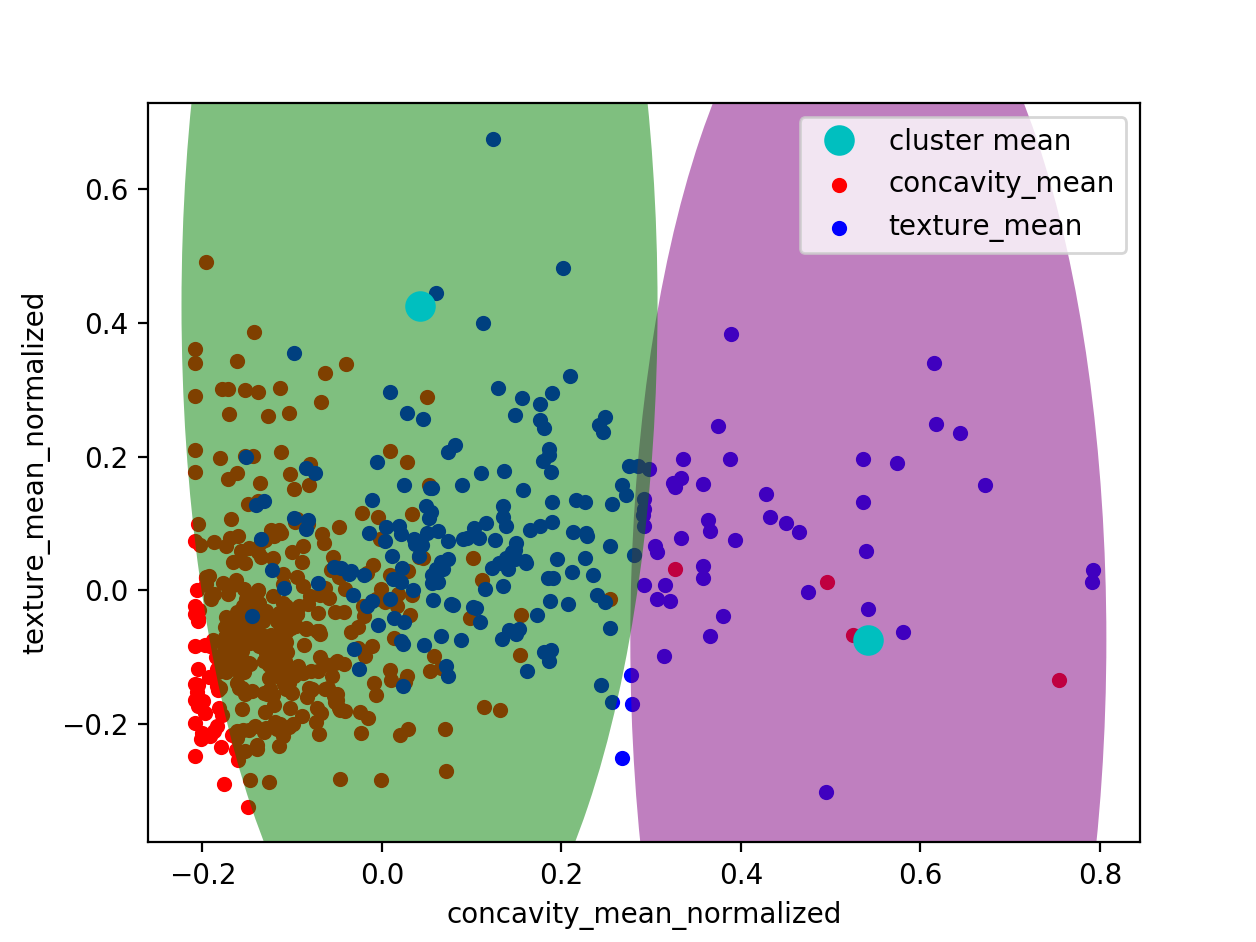 cluster mean
concavity_mean
texture_mean
texture_mean_normalized
0.6
0.4
0.2
0.0
−0.2
−0.2 0.0 0.2 0.4 0.6 0.8
concavity_mean_normalized